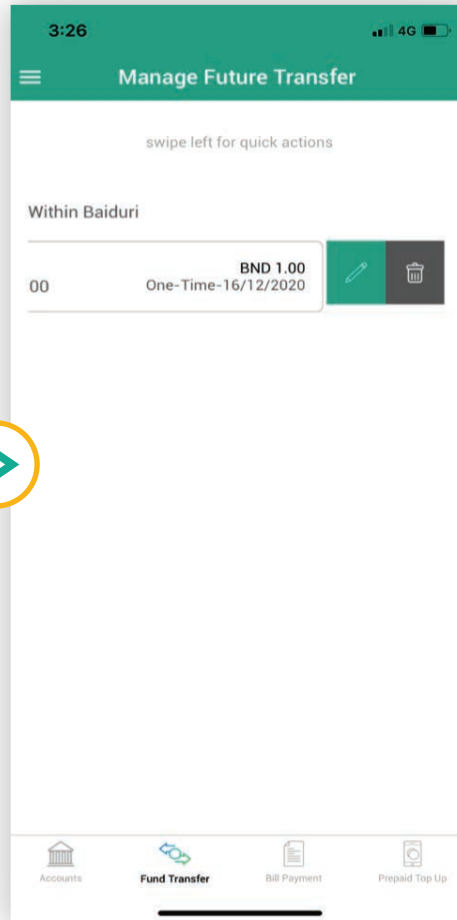 3:26
4G
Manage Future Transfer
swipe left for quick actions
Within Baiduri
BND 1.00
00
One-Time-16/12/2020
Accounts
Fund Transfer
Bill Payment
Prepaid Top Up